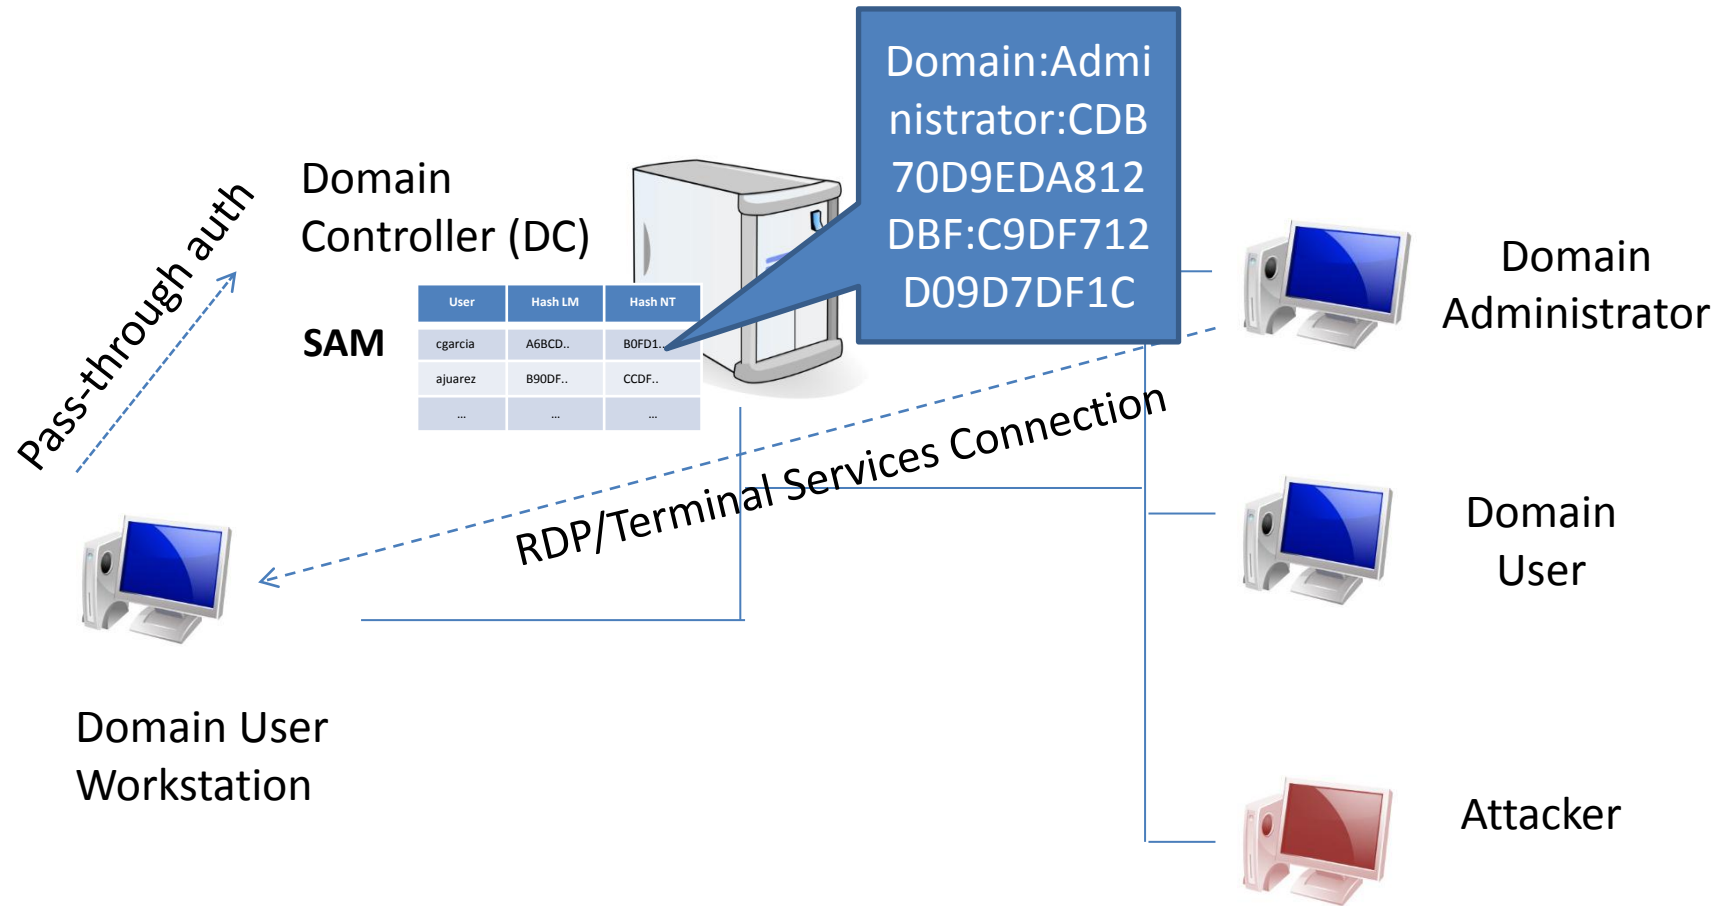 Domain:Admi
nistrator:CDB
70D9EDA812
DBF:C9DF712
D09D7DF1C
Domain
Controller (DC)
Pass-through auth
SAM
User Hash LM Hash NT
cgarcia A6BCD.. B0FD1..
ajuarez B90DF.. CCDF..
... ... ...
Domain
Administrator
RDP/Terminal Services Connection
Domain
User
Domain User
Workstation
Attacker